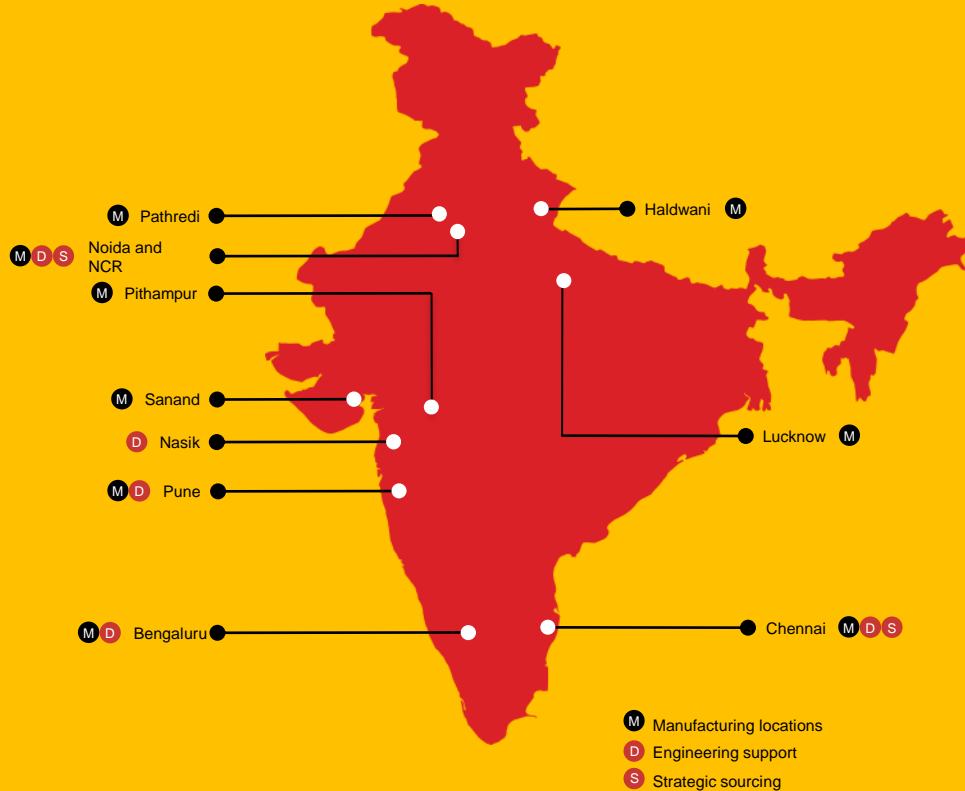 M Pathredi
M D S Noida and
NCR
M Pithampur
M Sanand
D Nasik
M D Pune
M D Bengaluru
Haldwani M
Lucknow M
Chennai M D S
M Manufacturing locations
D Engineering support
S Strategic sourcing